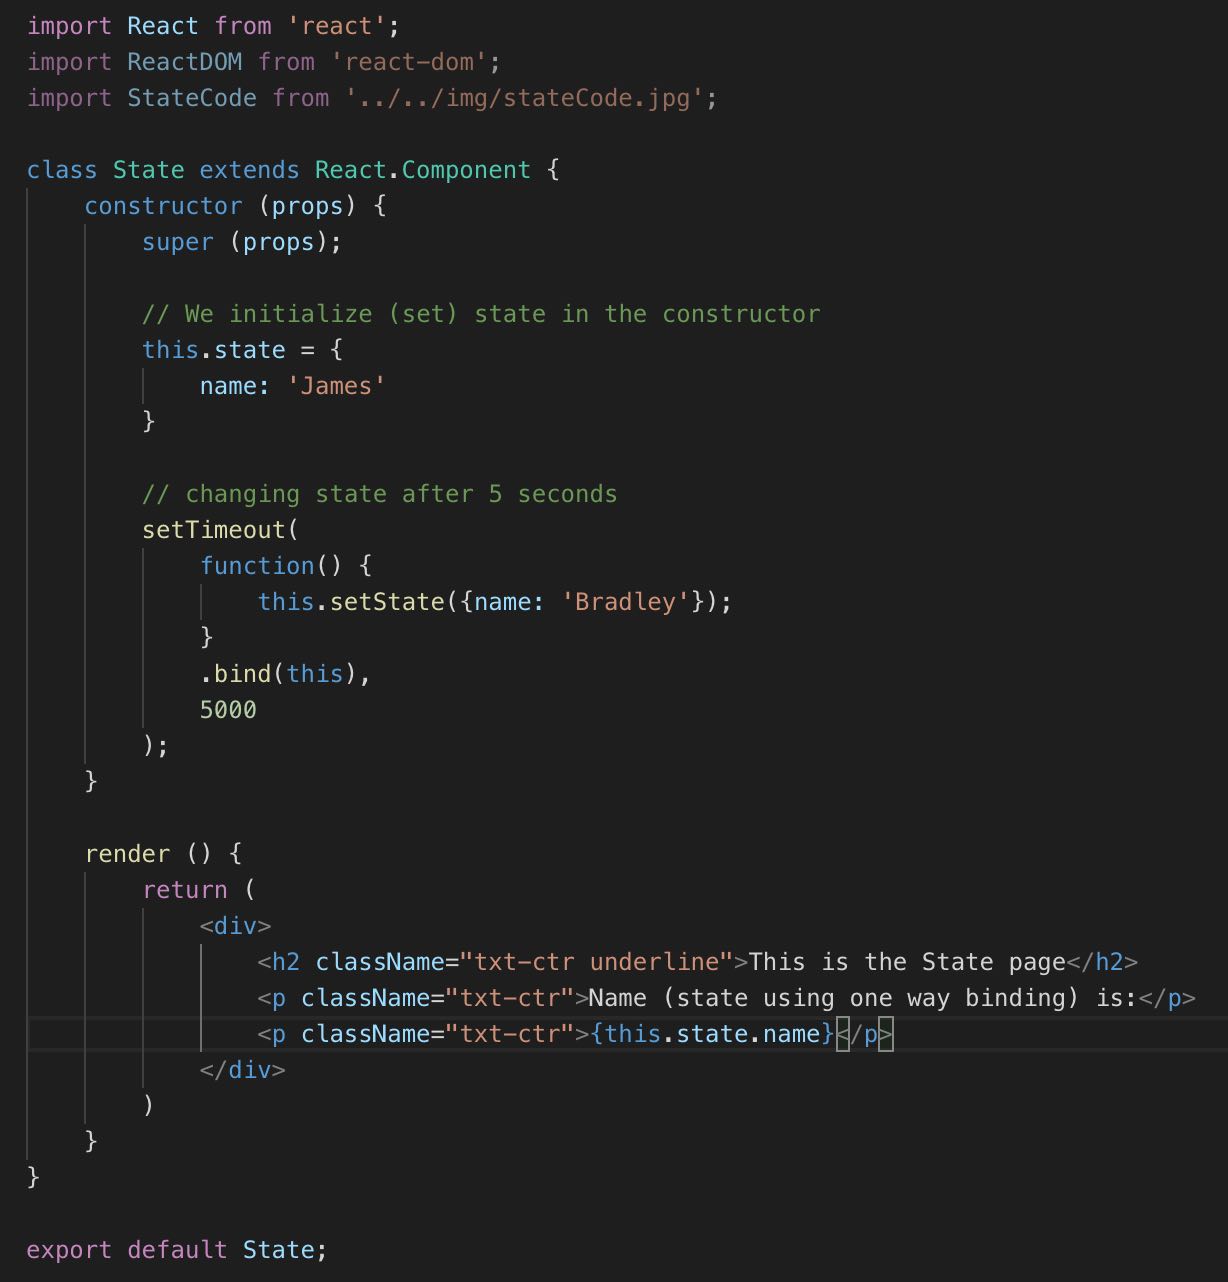 import React from 'react';
import ReactDOM from 'react-dom';
import StateCode from '../../img/stateCode.jpg';

class State extends React.Component {
    constructor (props) {
        super (props);

        // We initialize (set) state in the constructor
        this.state = {
            name: 'James'
        }

        // changing state after 5 seconds
        setTimeout(
            function() {
                this.setState({name: 'Bradley'});
            }
            .bind(this),
            5000
        );
    }

    render () {
        return (
            <div>
                <h2 className="txt-ctr underline">This is the State page</h2>
                <p className="txt-ctr">Name (state using one way binding) is:</p>
                <p className="txt-ctr">{this.state.name}</p>
            </div>
        )
    }
}

export default State;